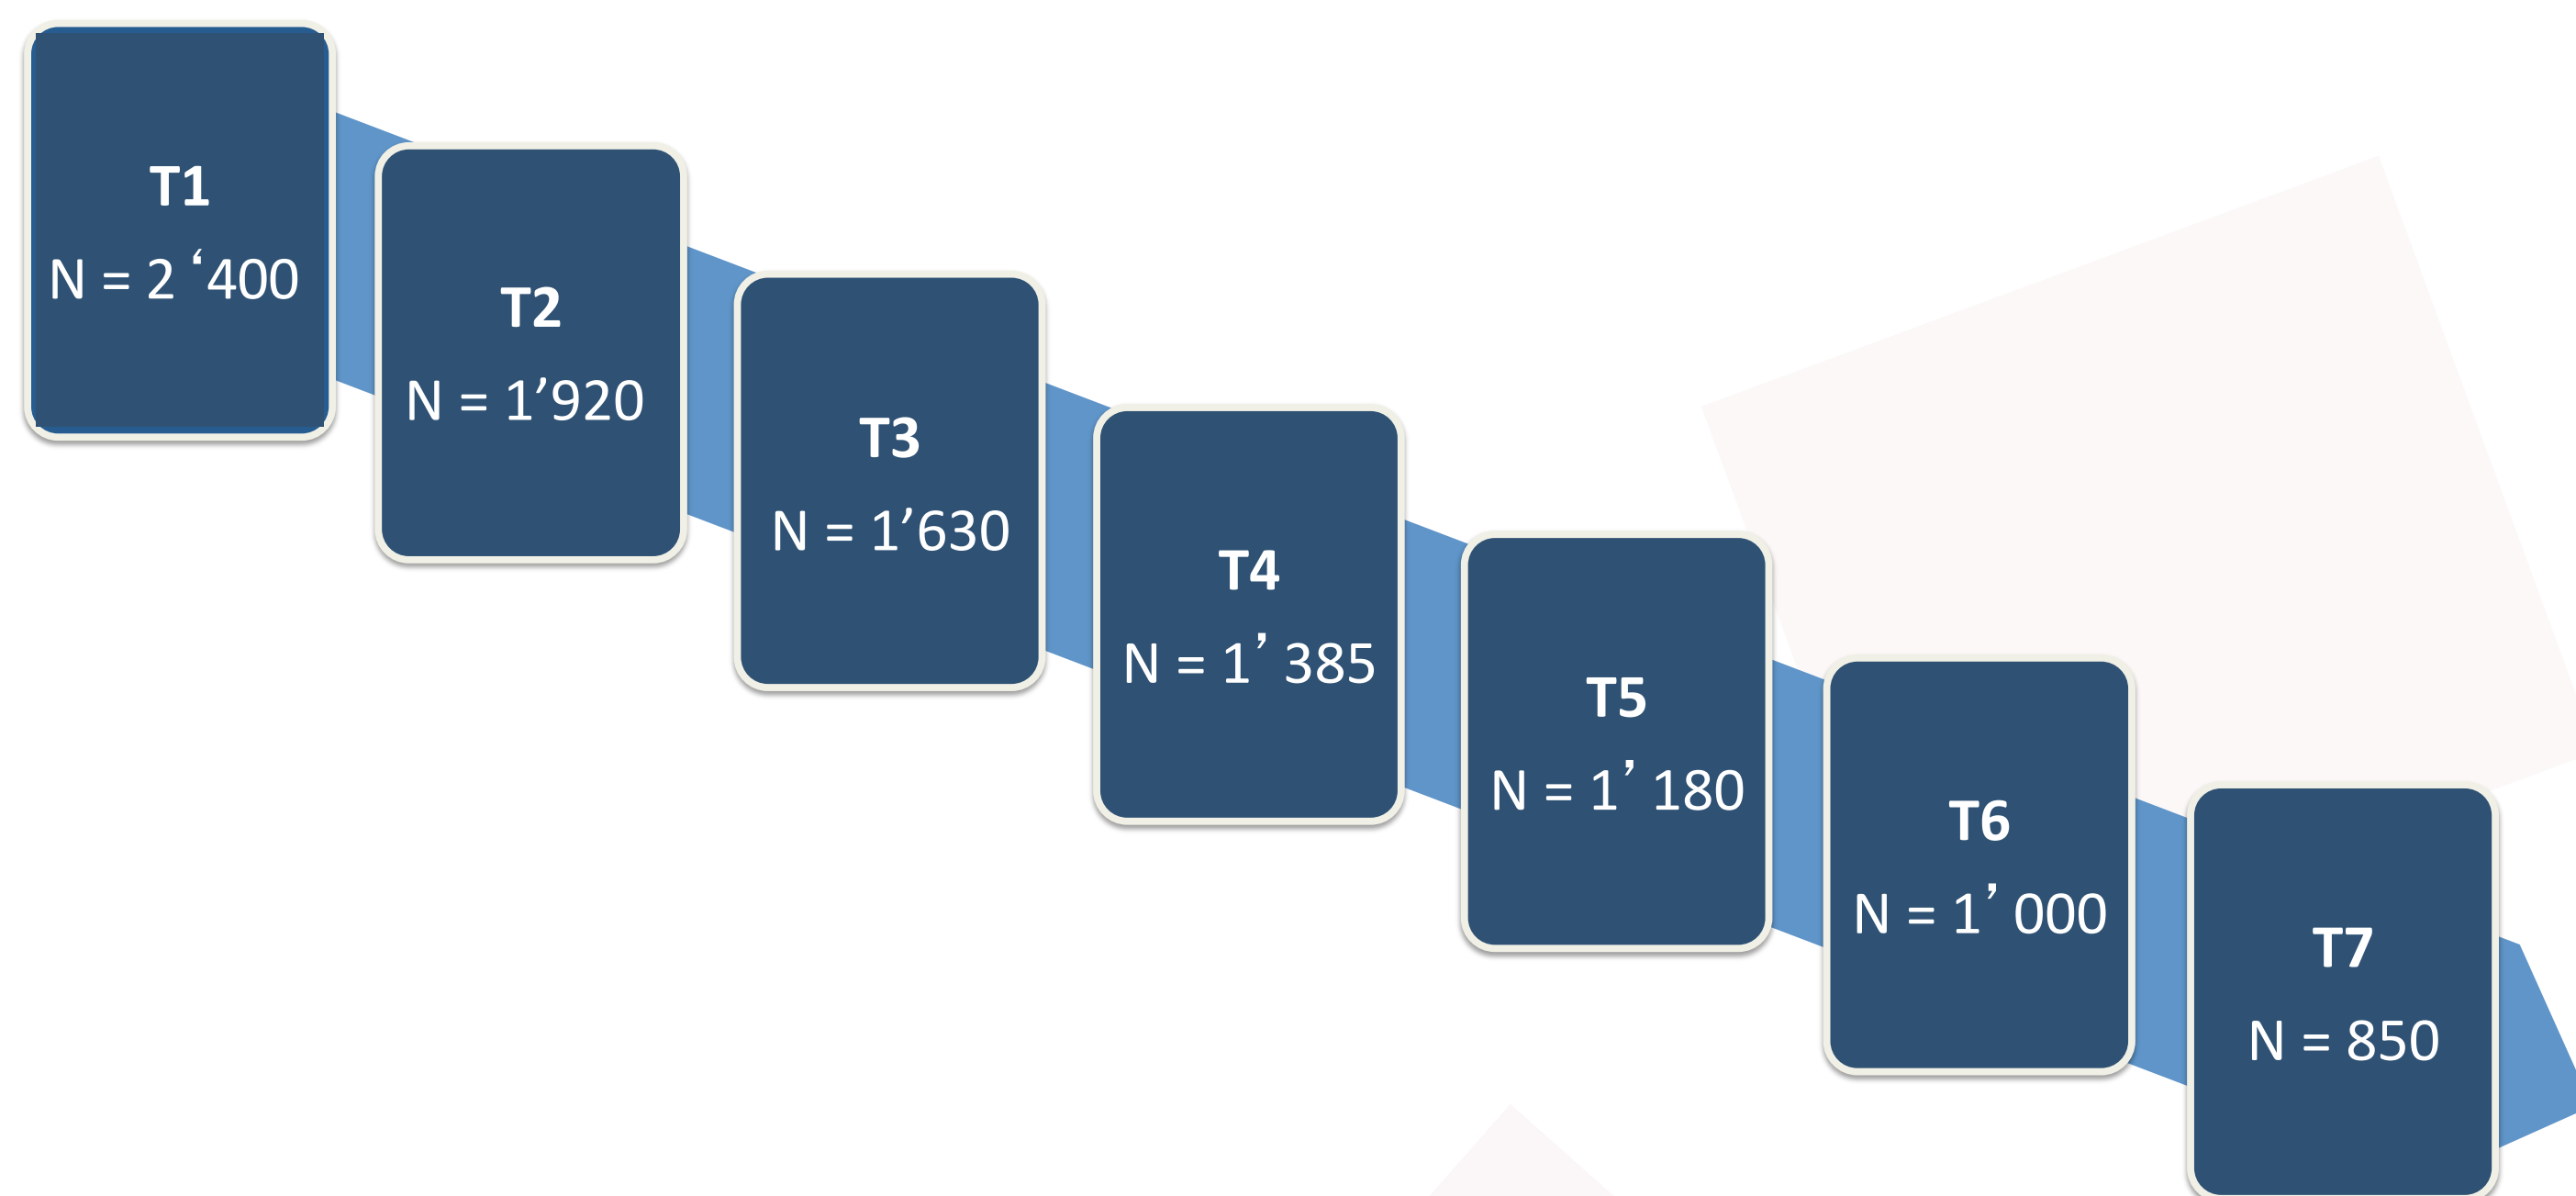 T1
N = 2 ‘400
T2
N = 1’920
T3
N = 1’630
T4
N = 1’ 385
T5
N = 1’ 180
T6
N = 1’ 000
T7
N = 850